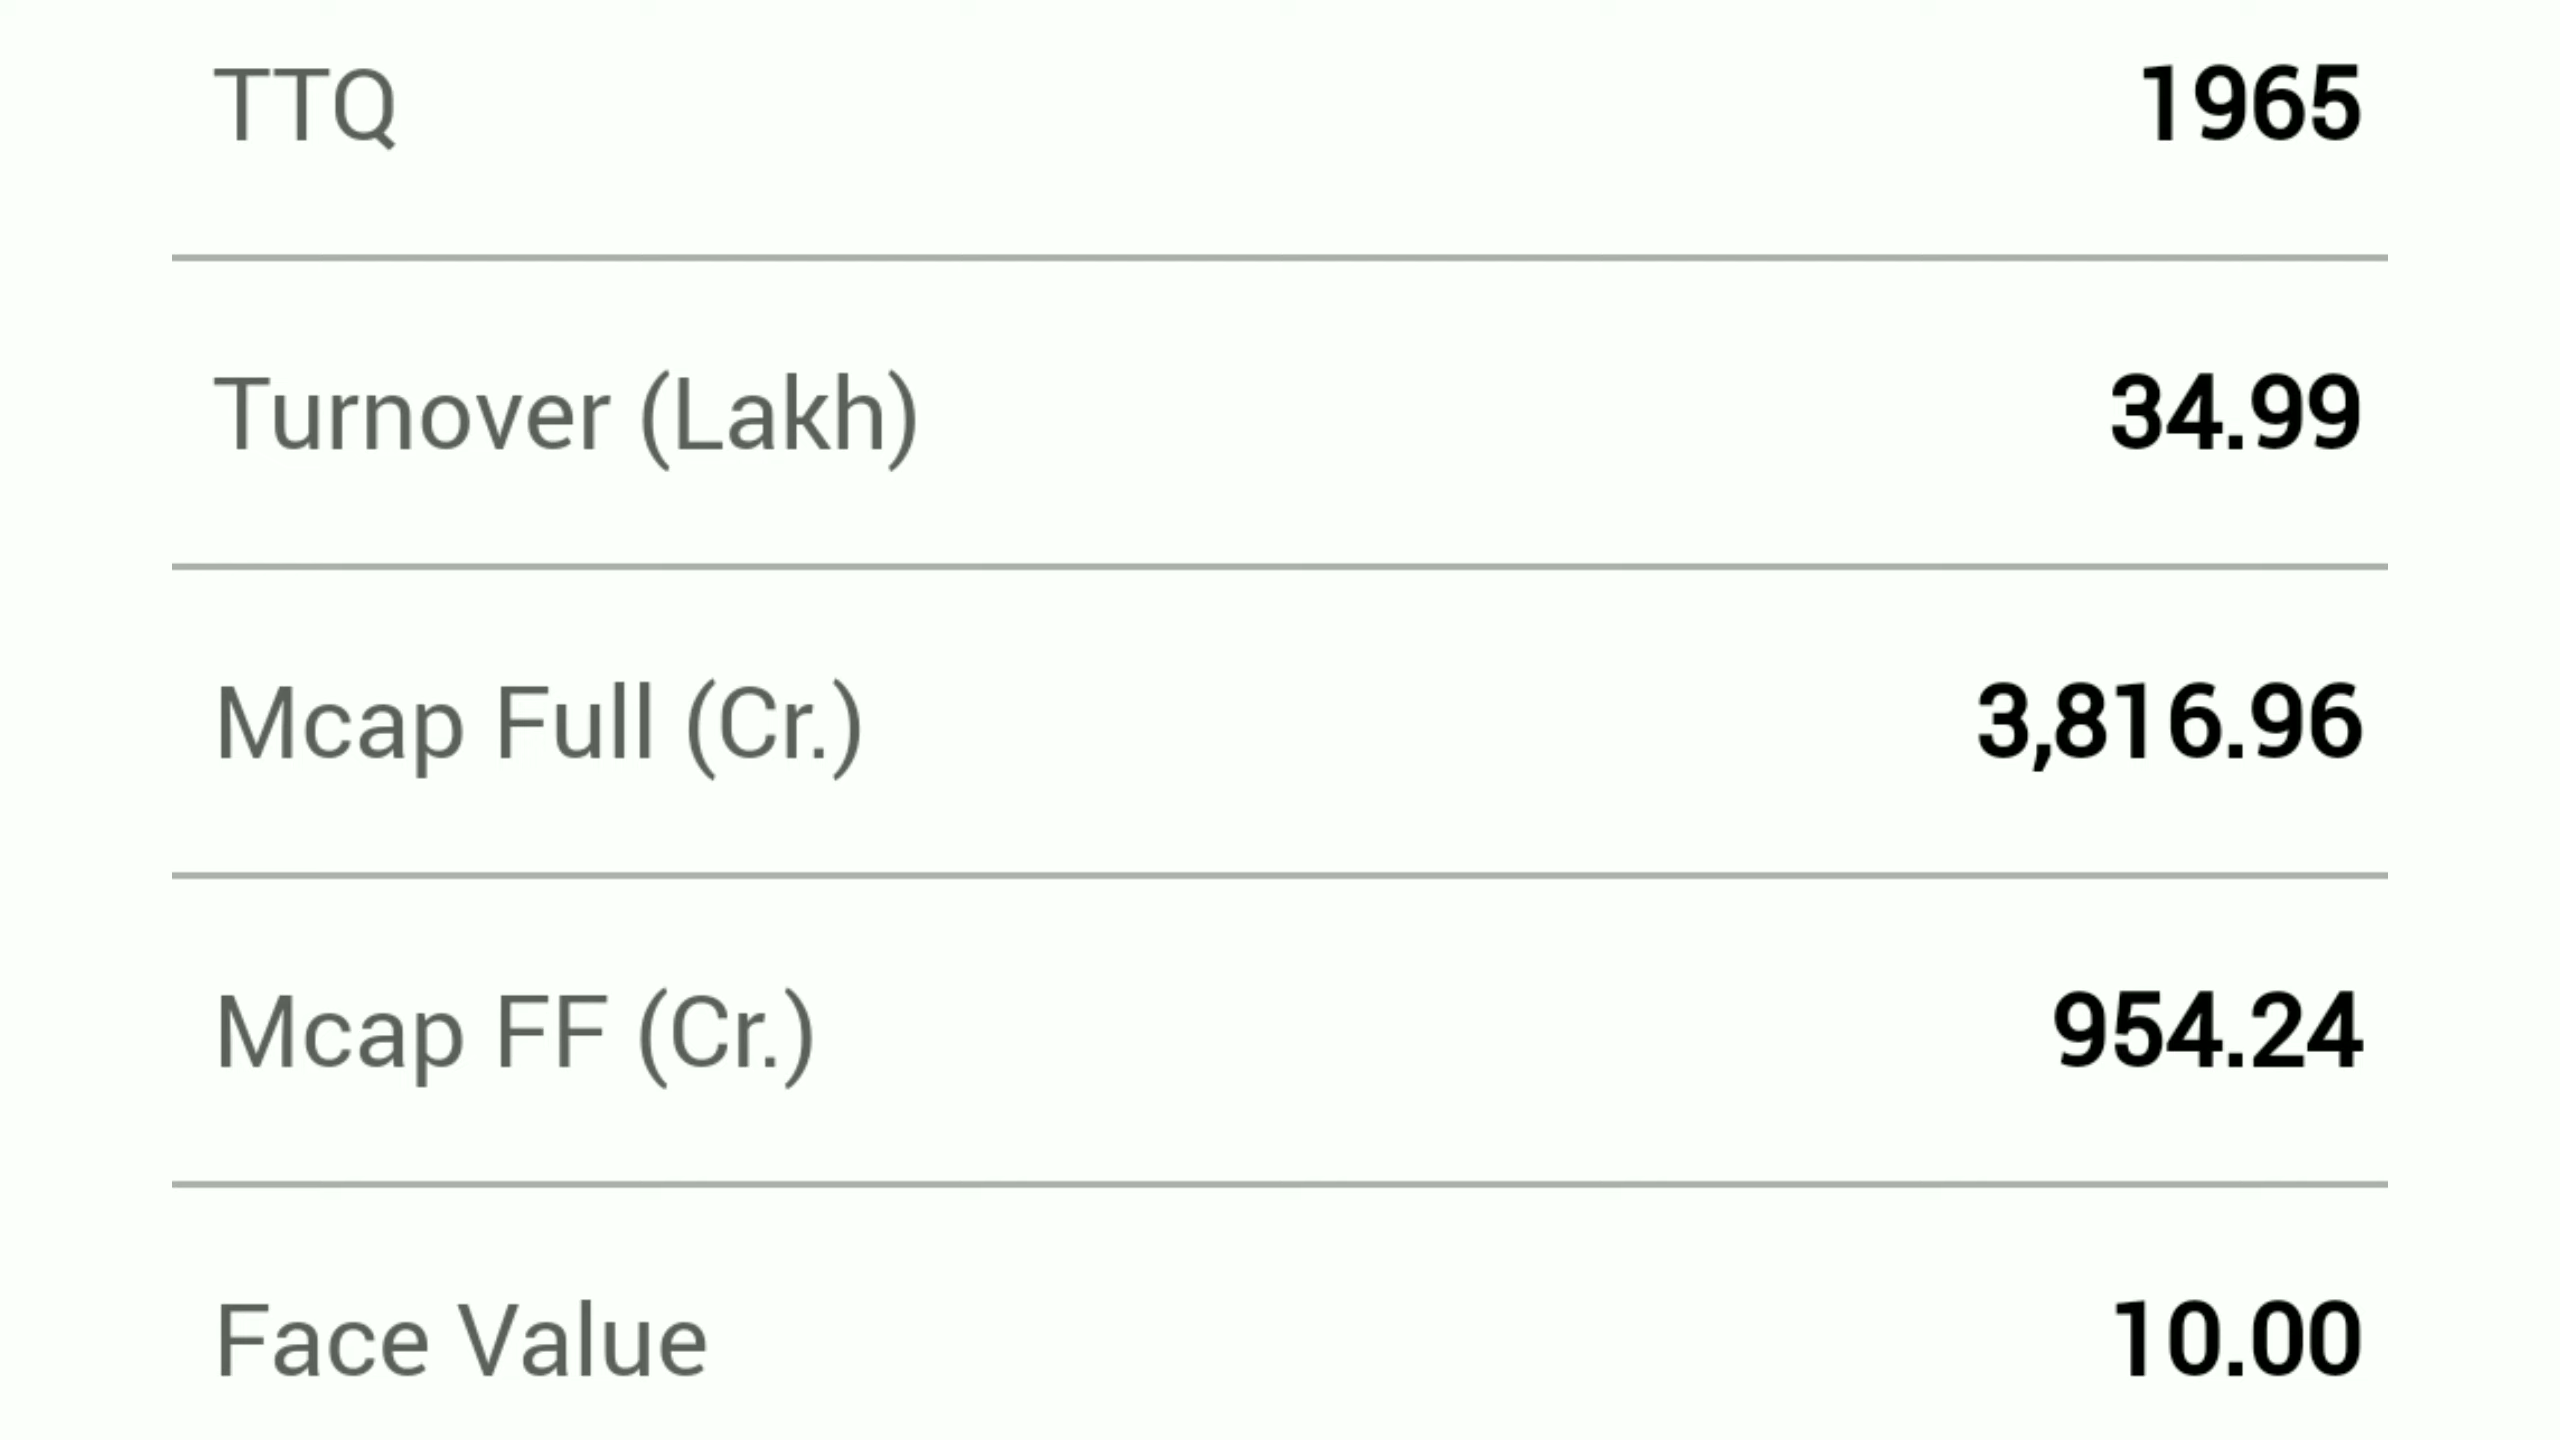 TTQ 1965
Turnover (Lakh) 34.99
Mcap Full (Cr.) 3,816.96
Mcap FF (Cr.) 954.24
Face Value 10.00